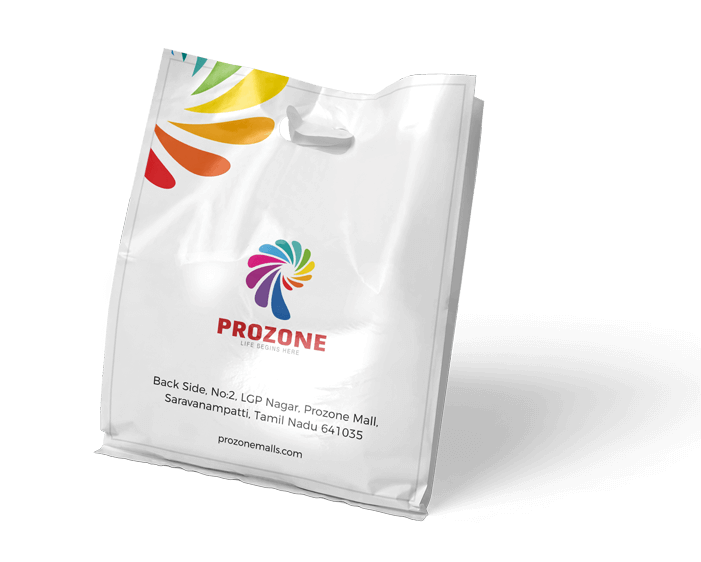 PROZONE
LIFE BEGINS HERE
Back Side, No:2, LGP Nagar, Prozone Mall,
Saravanampatti, Tamil Nadu 641035
prozonemalls.com